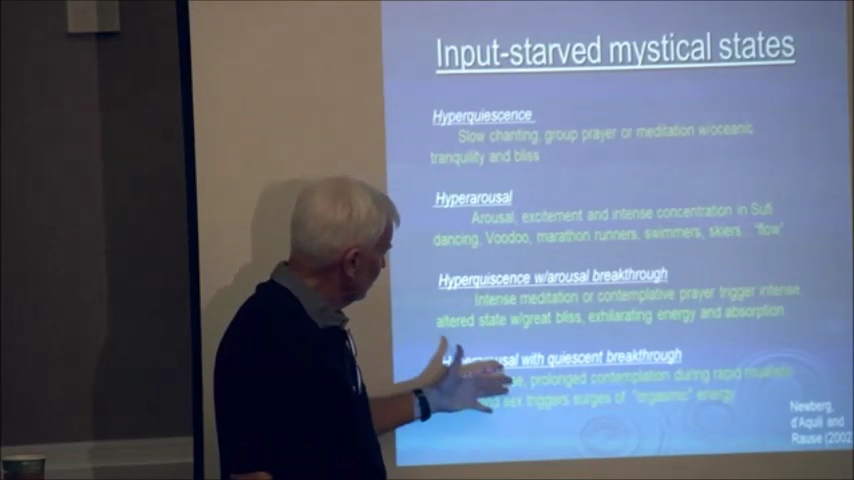 Input-starved mystical states
Hyperquiescence
Slow chanting, group prayer or meditation w/oceanic
tranquility and bliss
Hyperarousal
Arousal, excitement and intense concentration in Sufi
dancing, Voodoo, marathon runners, swimmers, skiers... "flow"
Hyperquiscence w/arousal breakthrough
Intense meditation or contemplative prayer trigger intense
altered state w/great bliss, exhilarating energy and absorption
with quiescent breakthrough
prolonged contemplation during rapid ritualistic
sex triggers surges of "orgasmic" energy
Newberg,
d'Aquili and
Rause (2002